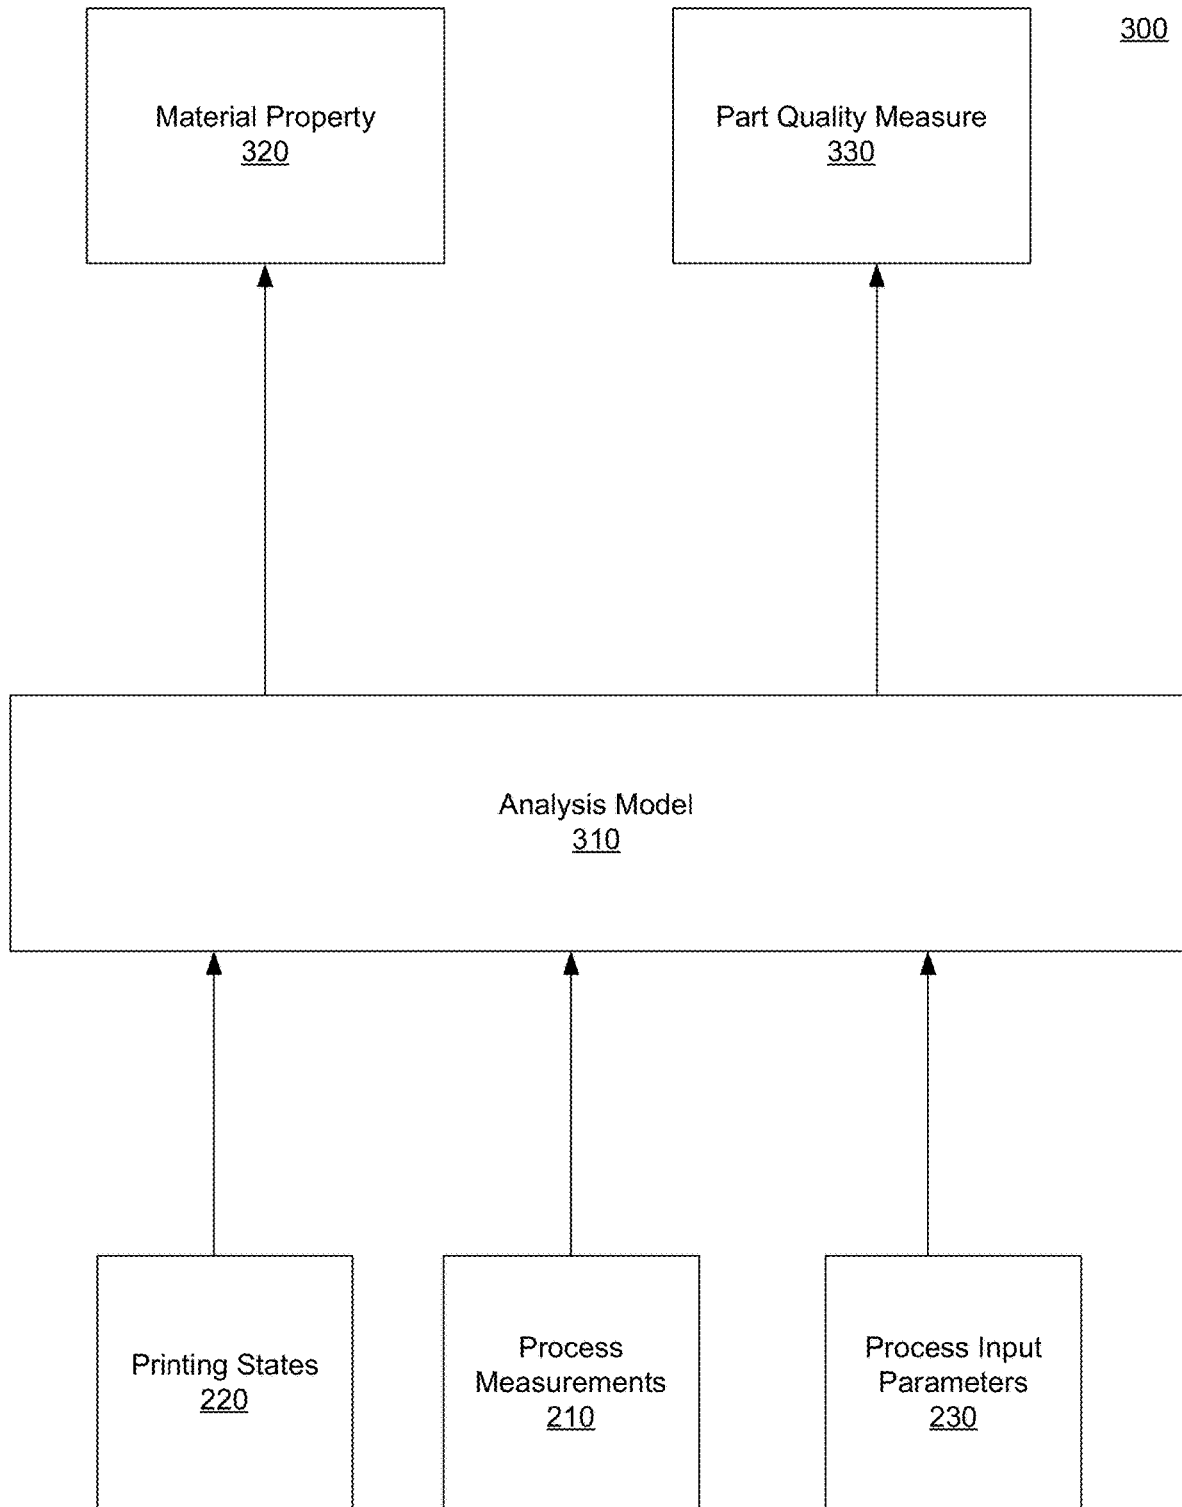 300
Material Property
320
Part Quality Measure
330
Analysis Model
310
Printing States
220
Process
Measurements
210
Process Input
Parameters
230